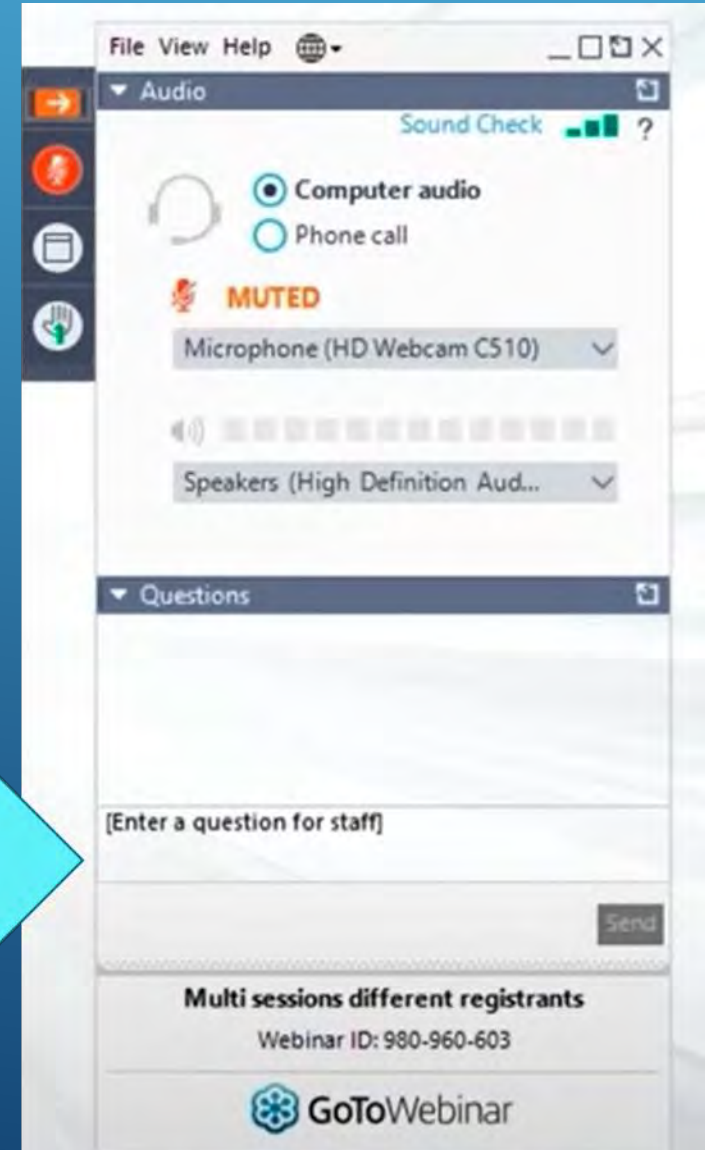 File View Help
Audio
Sound Check ?
Computer audio
Phone call
MUTED
Microphone (HD Webcam C510)
Speakers (High Definition Aud...
Questions
[Enter a question for staff]
Send
Multi sessions different registrants
Webinar ID: 980-960-603
GoToWebinar